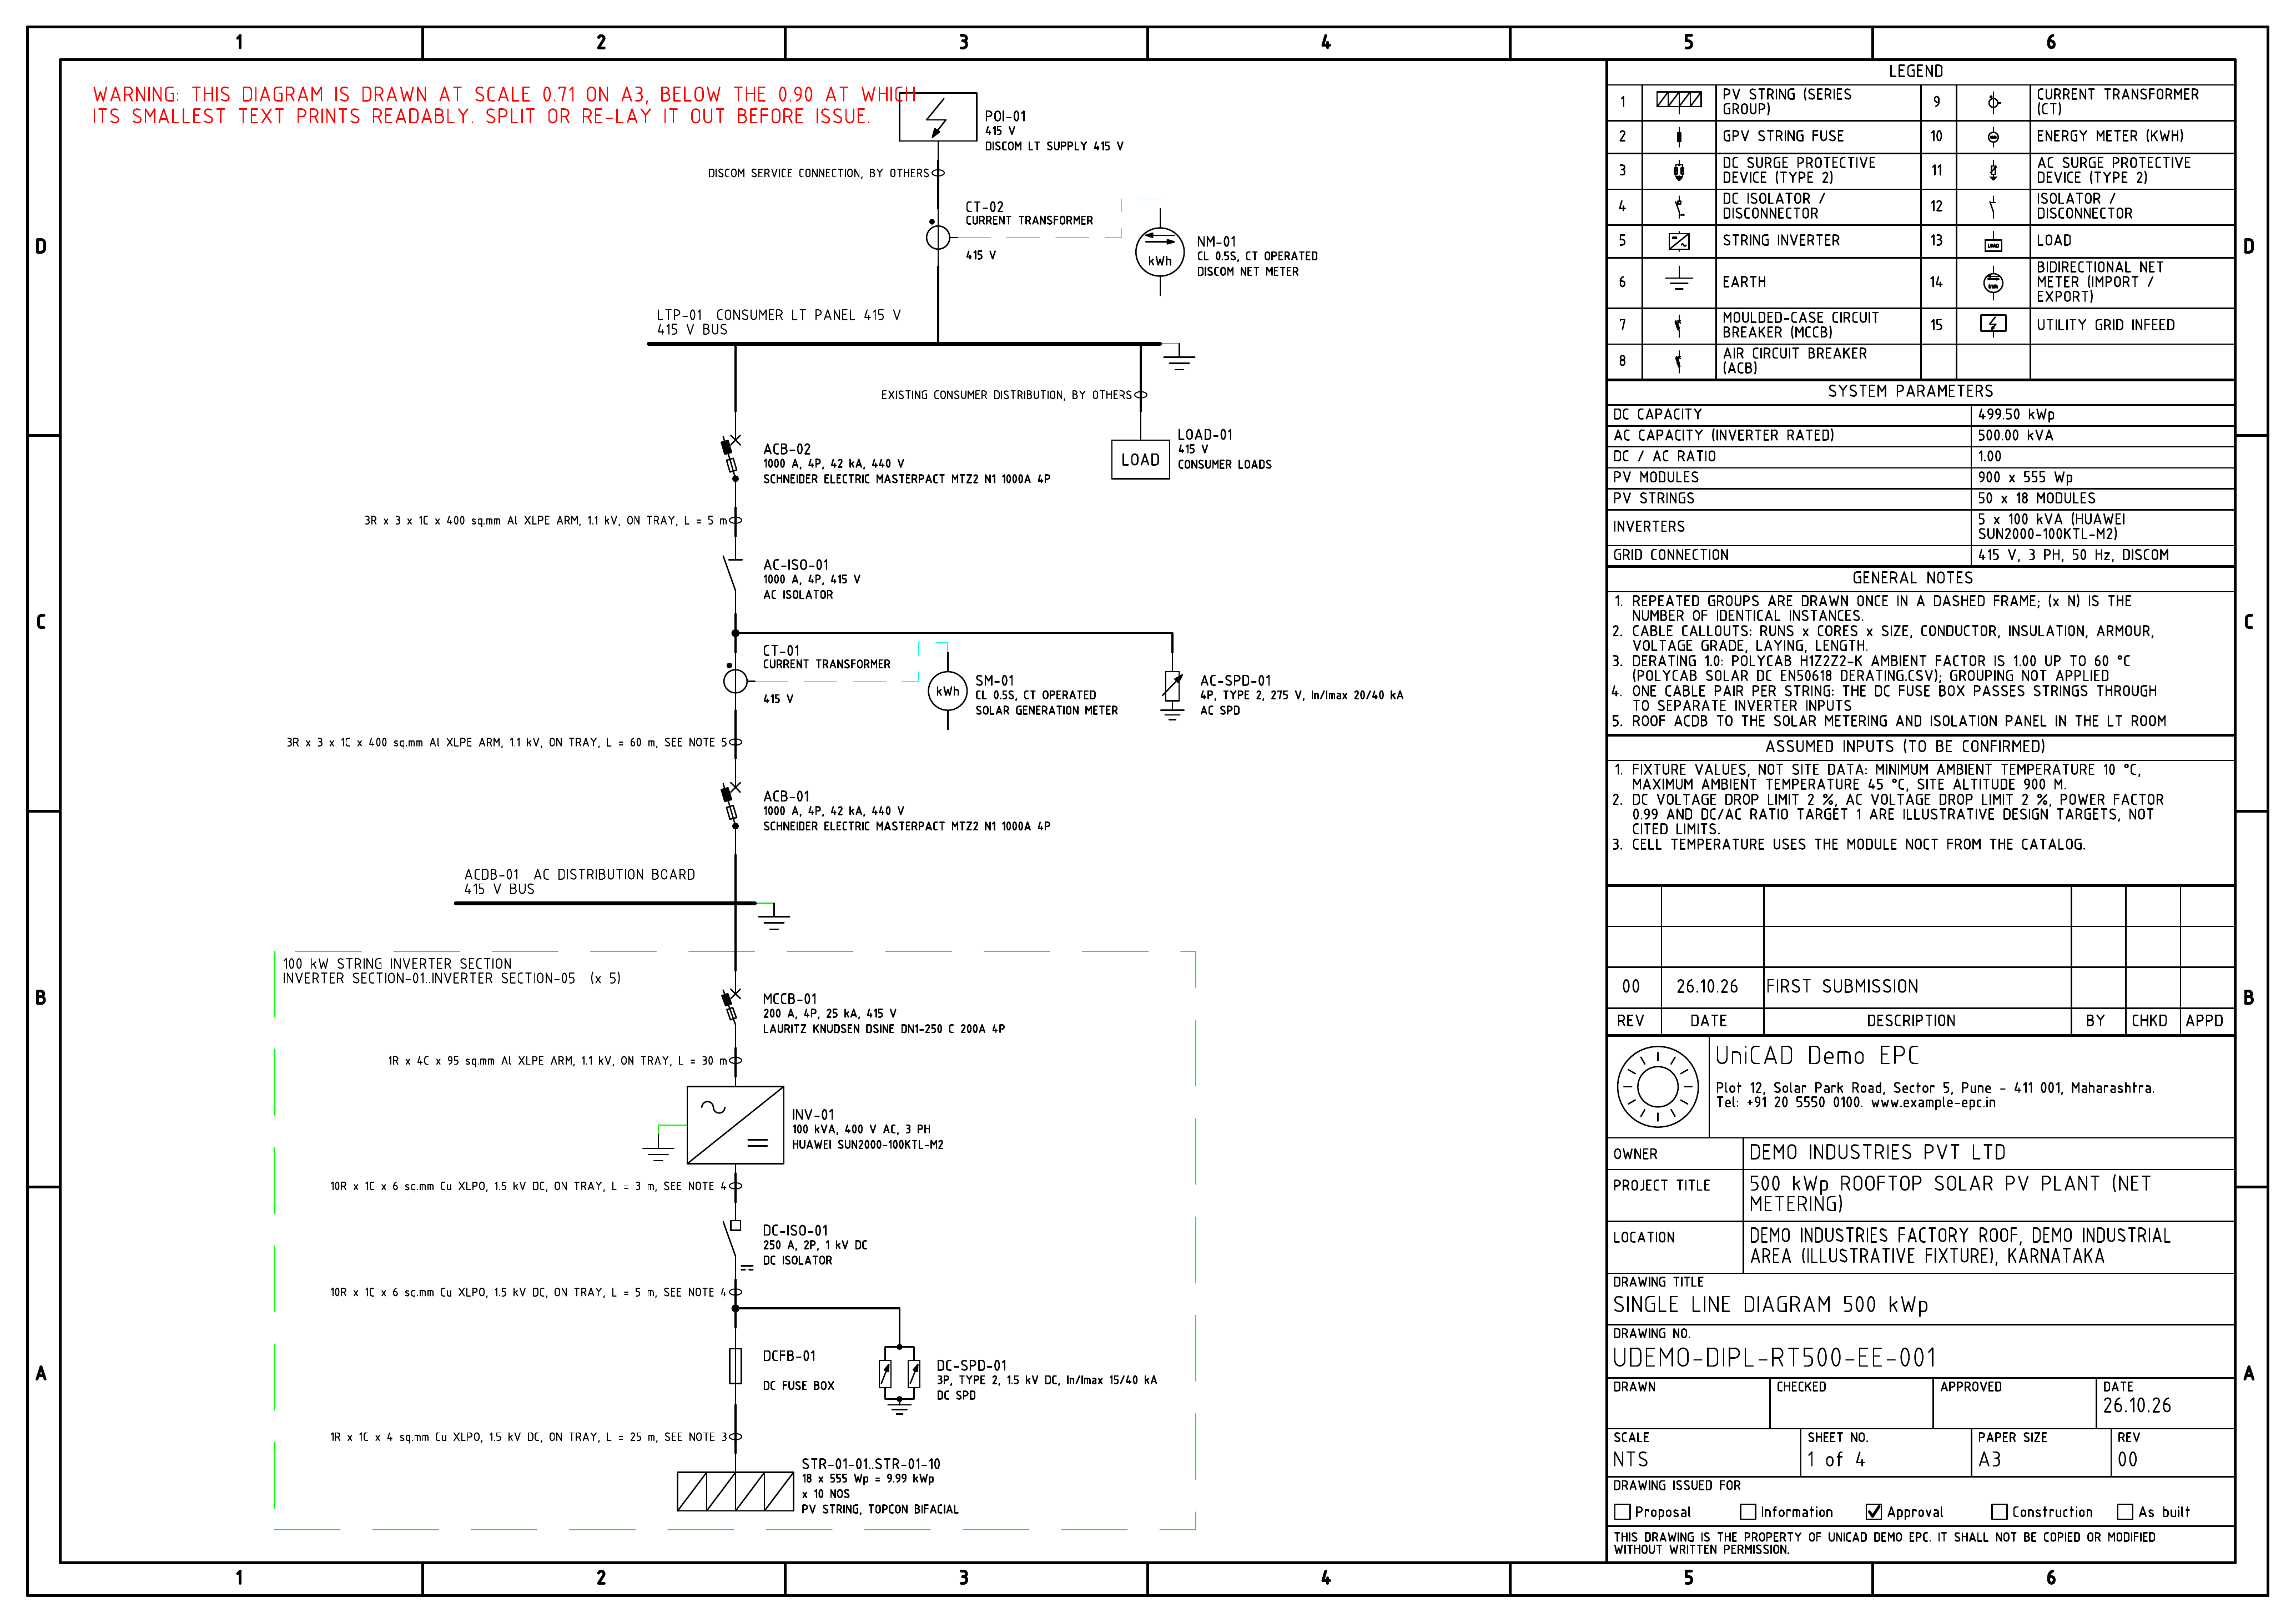 1 2 3 4 5 6
WARNING: THIS DIAGRAM IS DRAWN AT SCALE 0.71 ON A3, BELOW THE 0.90 AT WHICH
ITS SMALLEST TEXT PRINTS READABLY. SPLIT OR RE-LAY IT OUT BEFORE ISSUE.
POI-01
415 V
DISCOM LT SUPPLY 415 V
DISCOM SERVICE CONNECTION, BY OTHERS
CT-02
CURRENT TRANSFORMER
415 V
kWh
NM-01
CL 0.5S, CT OPERATED
DISCOM NET METER
LTP-01 CONSUMER LT PANEL 415 V
415 V BUS
EXISTING CONSUMER DISTRIBUTION, BY OTHERS
LOAD
LOAD-01
415 V
CONSUMER LOADS
ACB-02
1000 A, 4P, 42 kA, 440 V
SCHNEIDER ELECTRIC MASTERPACT MTZ2 N1 1000A 4P
3R x 3 x 1C x 400 sq.mm Al XLPE ARM, 1.1 kV, ON TRAY, L = 5 m
AC-ISO-01
1000 A, 4P, 415 V
AC ISOLATOR
CT-01
CURRENT TRANSFORMER
415 V
kWh
SM-01
CL 0.5S, CT OPERATED
SOLAR GENERATION METER
AC-SPD-01
4P, TYPE 2, 275 V, In/Imax 20/40 kA
AC SPD
3R x 3 x 1C x 400 sq.mm Al XLPE ARM, 1.1 kV, ON TRAY, L = 60 m, SEE NOTE 5
ACB-01
1000 A, 4P, 42 kA, 440 V
SCHNEIDER ELECTRIC MASTERPACT MTZ2 N1 1000A 4P
ACDB-01 AC DISTRIBUTION BOARD
415 V BUS
100 kW STRING INVERTER SECTION
INVERTER SECTION-01..INVERTER SECTION-05 (x 5)
MCCB-01
200 A, 4P, 25 kA, 415 V
LAURITZ KNUDSEN DSINE DN1-250 C 200A 4P
1R x 4C x 95 sq.mm Al XLPE ARM, 1.1 kV, ON TRAY, L = 30 m
INV-01
100 kVA, 400 V AC, 3 PH
HUAWEI SUN2000-100KTL-M2
10R x 1C x 6 sq.mm Cu XLPO, 1.5 kV DC, ON TRAY, L = 3 m, SEE NOTE 4
DC-ISO-01
250 A, 2P, 1 kV DC
DC ISOLATOR
10R x 1C x 6 sq.mm Cu XLPO, 1.5 kV DC, ON TRAY, L = 5 m, SEE NOTE 4
DCFB-01
DC FUSE BOX
DC-SPD-01
3P, TYPE 2, 1.5 kV DC, In/Imax 15/40 kA
DC SPD
1R x 1C x 4 sq.mm Cu XLPO, 1.5 kV DC, ON TRAY, L = 25 m, SEE NOTE 3
STR-01-01..STR-01-10
18 x 555 Wp = 9.99 kWp
x 10 NOS
PV STRING, TOPCON BIFACIAL
D
C
B
A
LEGEND
1 PV STRING (SERIES
GROUP)
9 CURRENT TRANSFORMER
(CT)
2 GPV STRING FUSE
10 ENERGY METER (KWH)
3 DC SURGE PROTECTIVE
DEVICE (TYPE 2)
11 AC SURGE PROTECTIVE
DEVICE (TYPE 2)
4 DC ISOLATOR /
DISCONNECTOR
12 ISOLATOR /
DISCONNECTOR
5 STRING INVERTER
13 LOAD LOAD
6 EARTH
14 kWh BIDIRECTIONAL NET
METER (IMPORT /
EXPORT)
7 MOULDED-CASE CIRCUIT
BREAKER (MCCB)
15 UTILITY GRID INFEED
8 AIR CIRCUIT BREAKER
(ACB)
SYSTEM PARAMETERS
DC CAPACITY 499.50 kWp
AC CAPACITY (INVERTER RATED) 500.00 kVA
DC / AC RATIO 1.00
PV MODULES 900 x 555 Wp
PV STRINGS 50 x 18 MODULES
INVERTERS 5 x 100 kVA (HUAWEI
SUN2000-100KTL-M2)
GRID CONNECTION 415 V, 3 PH, 50 Hz, DISCOM
GENERAL NOTES
1. REPEATED GROUPS ARE DRAWN ONCE IN A DASHED FRAME; (x N) IS THE
NUMBER OF IDENTICAL INSTANCES.
2. CABLE CALLOUTS: RUNS x CORES x SIZE, CONDUCTOR, INSULATION, ARMOUR,
VOLTAGE GRADE, LAYING, LENGTH.
3. DERATING 1.0: POLYCAB H1Z2Z2-K AMBIENT FACTOR IS 1.00 UP TO 60 °C
(POLYCAB SOLAR DC EN50618 DERATING.CSV); GROUPING NOT APPLIED
4. ONE CABLE PAIR PER STRING: THE DC FUSE BOX PASSES STRINGS THROUGH
TO SEPARATE INVERTER INPUTS
5. ROOF ACDB TO THE SOLAR METERING AND ISOLATION PANEL IN THE LT ROOM
ASSUMED INPUTS (TO BE CONFIRMED)
1. FIXTURE VALUES, NOT SITE DATA: MINIMUM AMBIENT TEMPERATURE 10 °C,
MAXIMUM AMBIENT TEMPERATURE 45 °C, SITE ALTITUDE 900 M.
2. DC VOLTAGE DROP LIMIT 2 %, AC VOLTAGE DROP LIMIT 2 %, POWER FACTOR
0.99 AND DC/AC RATIO TARGET 1 ARE ILLUSTRATIVE DESIGN TARGETS, NOT
CITED LIMITS.
3. CELL TEMPERATURE USES THE MODULE NOCT FROM THE CATALOG.
00 26.10.26 FIRST SUBMISSION
REV DATE DESCRIPTION BY CHKD APPD
UniCAD Demo EPC
Plot 12, Solar Park Road, Sector 5, Pune - 411 001, Maharashtra.
Tel: +91 20 5550 0100. www.example-epc.in
OWNER DEMO INDUSTRIES PVT LTD
PROJECT TITLE 500 kWp ROOFTOP SOLAR PV PLANT (NET
METERING)
LOCATION DEMO INDUSTRIES FACTORY ROOF, DEMO INDUSTRIAL
AREA (ILLUSTRATIVE FIXTURE), KARNATAKA
DRAWING TITLE
SINGLE LINE DIAGRAM 500 kWp
DRAWING NO.
UDEMO-DIPL-RT500-EE-001
DRAWN CHECKED APPROVED DATE
26.10.26
SCALE SHEET NO. PAPER SIZE REV
NTS 1 of 4 A3 00
DRAWING ISSUED FOR
Proposal Information Approval Construction As built
THIS DRAWING IS THE PROPERTY OF UNICAD DEMO EPC. IT SHALL NOT BE COPIED OR MODIFIED
WITHOUT WRITTEN PERMISSION.
D
C
B
A
1 2 3 4 5 6